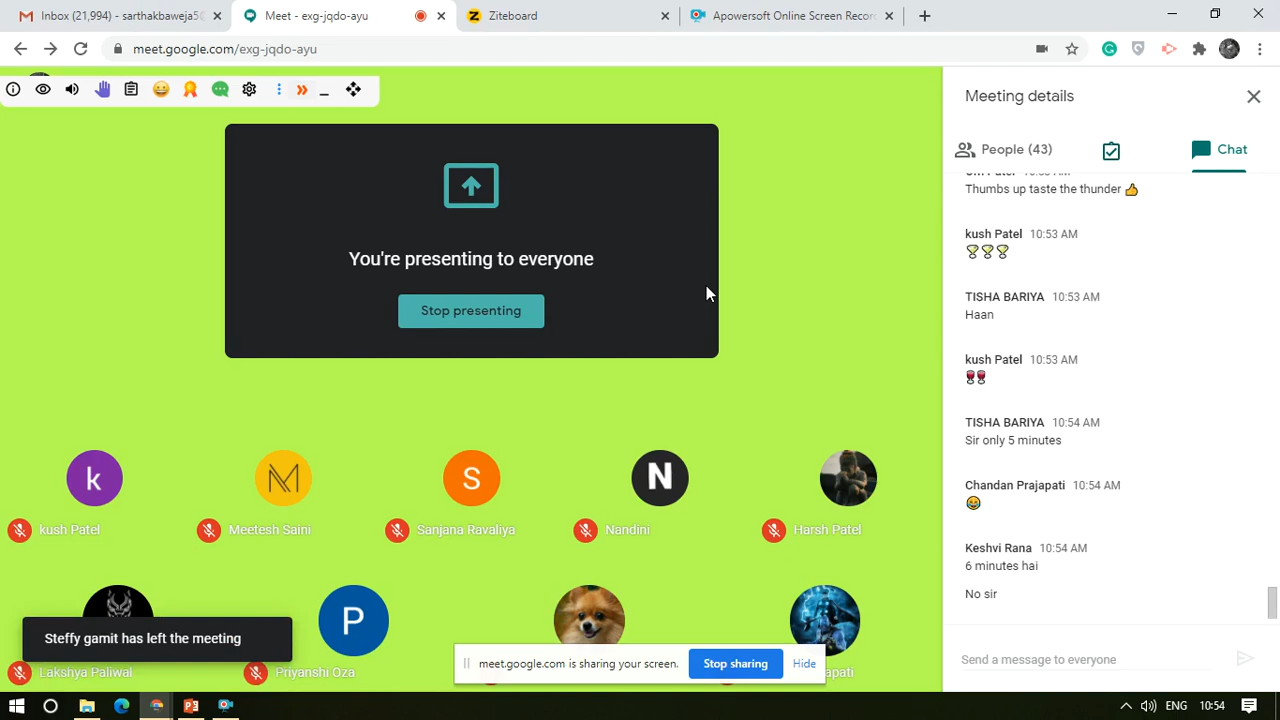 Inbox (21,994) - sarthakbaweja5
Meet - exg-jqdo-ayu
Ziteboard
Apowersoft Online Screen Recor
meet.google.com/exg-jqdo-ayu
You're presenting to everyone
Stop presenting
kush Patel
Meetesh Saini
Sanjana Ravaliya
Nandini
Harsh Patel
k
S
N
P
Steffy gamit has left the meeting
Lakshya Paliwal
Priyanshi Oza
meet.google.com is sharing your screen.
Stop sharing
Hide
Meeting details
People (43)
Chat
Thumbs up taste the thunder 👍
kush Patel 10:53 AM
🏆🏆🏆
TISHA BARIYA 10:53 AM
Haan
kush Patel 10:53 AM
🍷🍷
TISHA BARIYA 10:54 AM
Sir only 5 minutes
Chandan Prajapati 10:54 AM
😂
Keshvi Rana 10:54 AM
6 minutes hai
No sir
Send a message to everyone
ENG
10:54